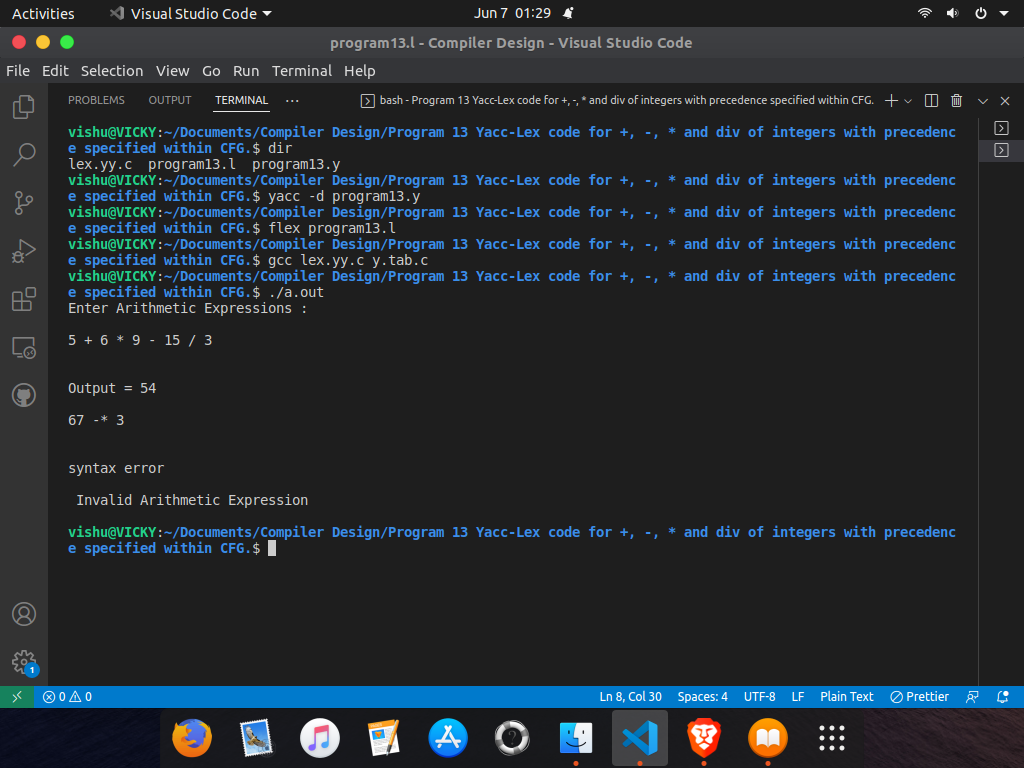 Activities Visual Studio Code Jun 7 01:29
program13.l - Compiler Design - Visual Studio Code
File Edit Selection View Go Run Terminal Help
PROBLEMS OUTPUT TERMINAL ··· bash - Program 13 Yacc-Lex code for +, -, * and div of integers with precedence specified within CFG.
vishu@VICKY:~/Documents/Compiler Design/Program 13 Yacc-Lex code for +, -, * and div of integers with precedenc
e specified within CFG.$ dir
lex.yy.c program13.l program13.y
vishu@VICKY:~/Documents/Compiler Design/Program 13 Yacc-Lex code for +, -, * and div of integers with precedenc
e specified within CFG.$ yacc -d program13.y
vishu@VICKY:~/Documents/Compiler Design/Program 13 Yacc-Lex code for +, -, * and div of integers with precedenc
e specified within CFG.$ flex program13.l
vishu@VICKY:~/Documents/Compiler Design/Program 13 Yacc-Lex code for +, -, * and div of integers with precedenc
e specified within CFG.$ gcc lex.yy.c y.tab.c
vishu@VICKY:~/Documents/Compiler Design/Program 13 Yacc-Lex code for +, -, * and div of integers with precedenc
e specified within CFG.$ ./a.out
Enter Arithmetic Expressions :
5 + 6 * 9 - 15 / 3
Output = 54
67 -* 3
syntax error
Invalid Arithmetic Expression
vishu@VICKY:~/Documents/Compiler Design/Program 13 Yacc-Lex code for +, -, * and div of integers with precedenc
e specified within CFG.$
1
0 0 Ln 8, Col 30 Spaces: 4 UTF-8 LF Plain Text Prettier